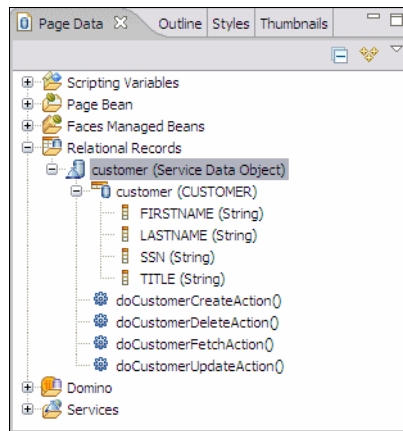 Page Data Outline Styles Thumbnails
Scripting Variables
Page Bean
Faces Managed Beans
Relational Records
customer (Service Data Object)
customer (CUSTOMER)
FIRSTNAME (String)
LASTNAME (String)
SSN (String)
TITLE (String)
doCustomerCreateAction()
doCustomerDeleteAction()
doCustomerFetchAction()
doCustomerUpdateAction()
Domino
Services